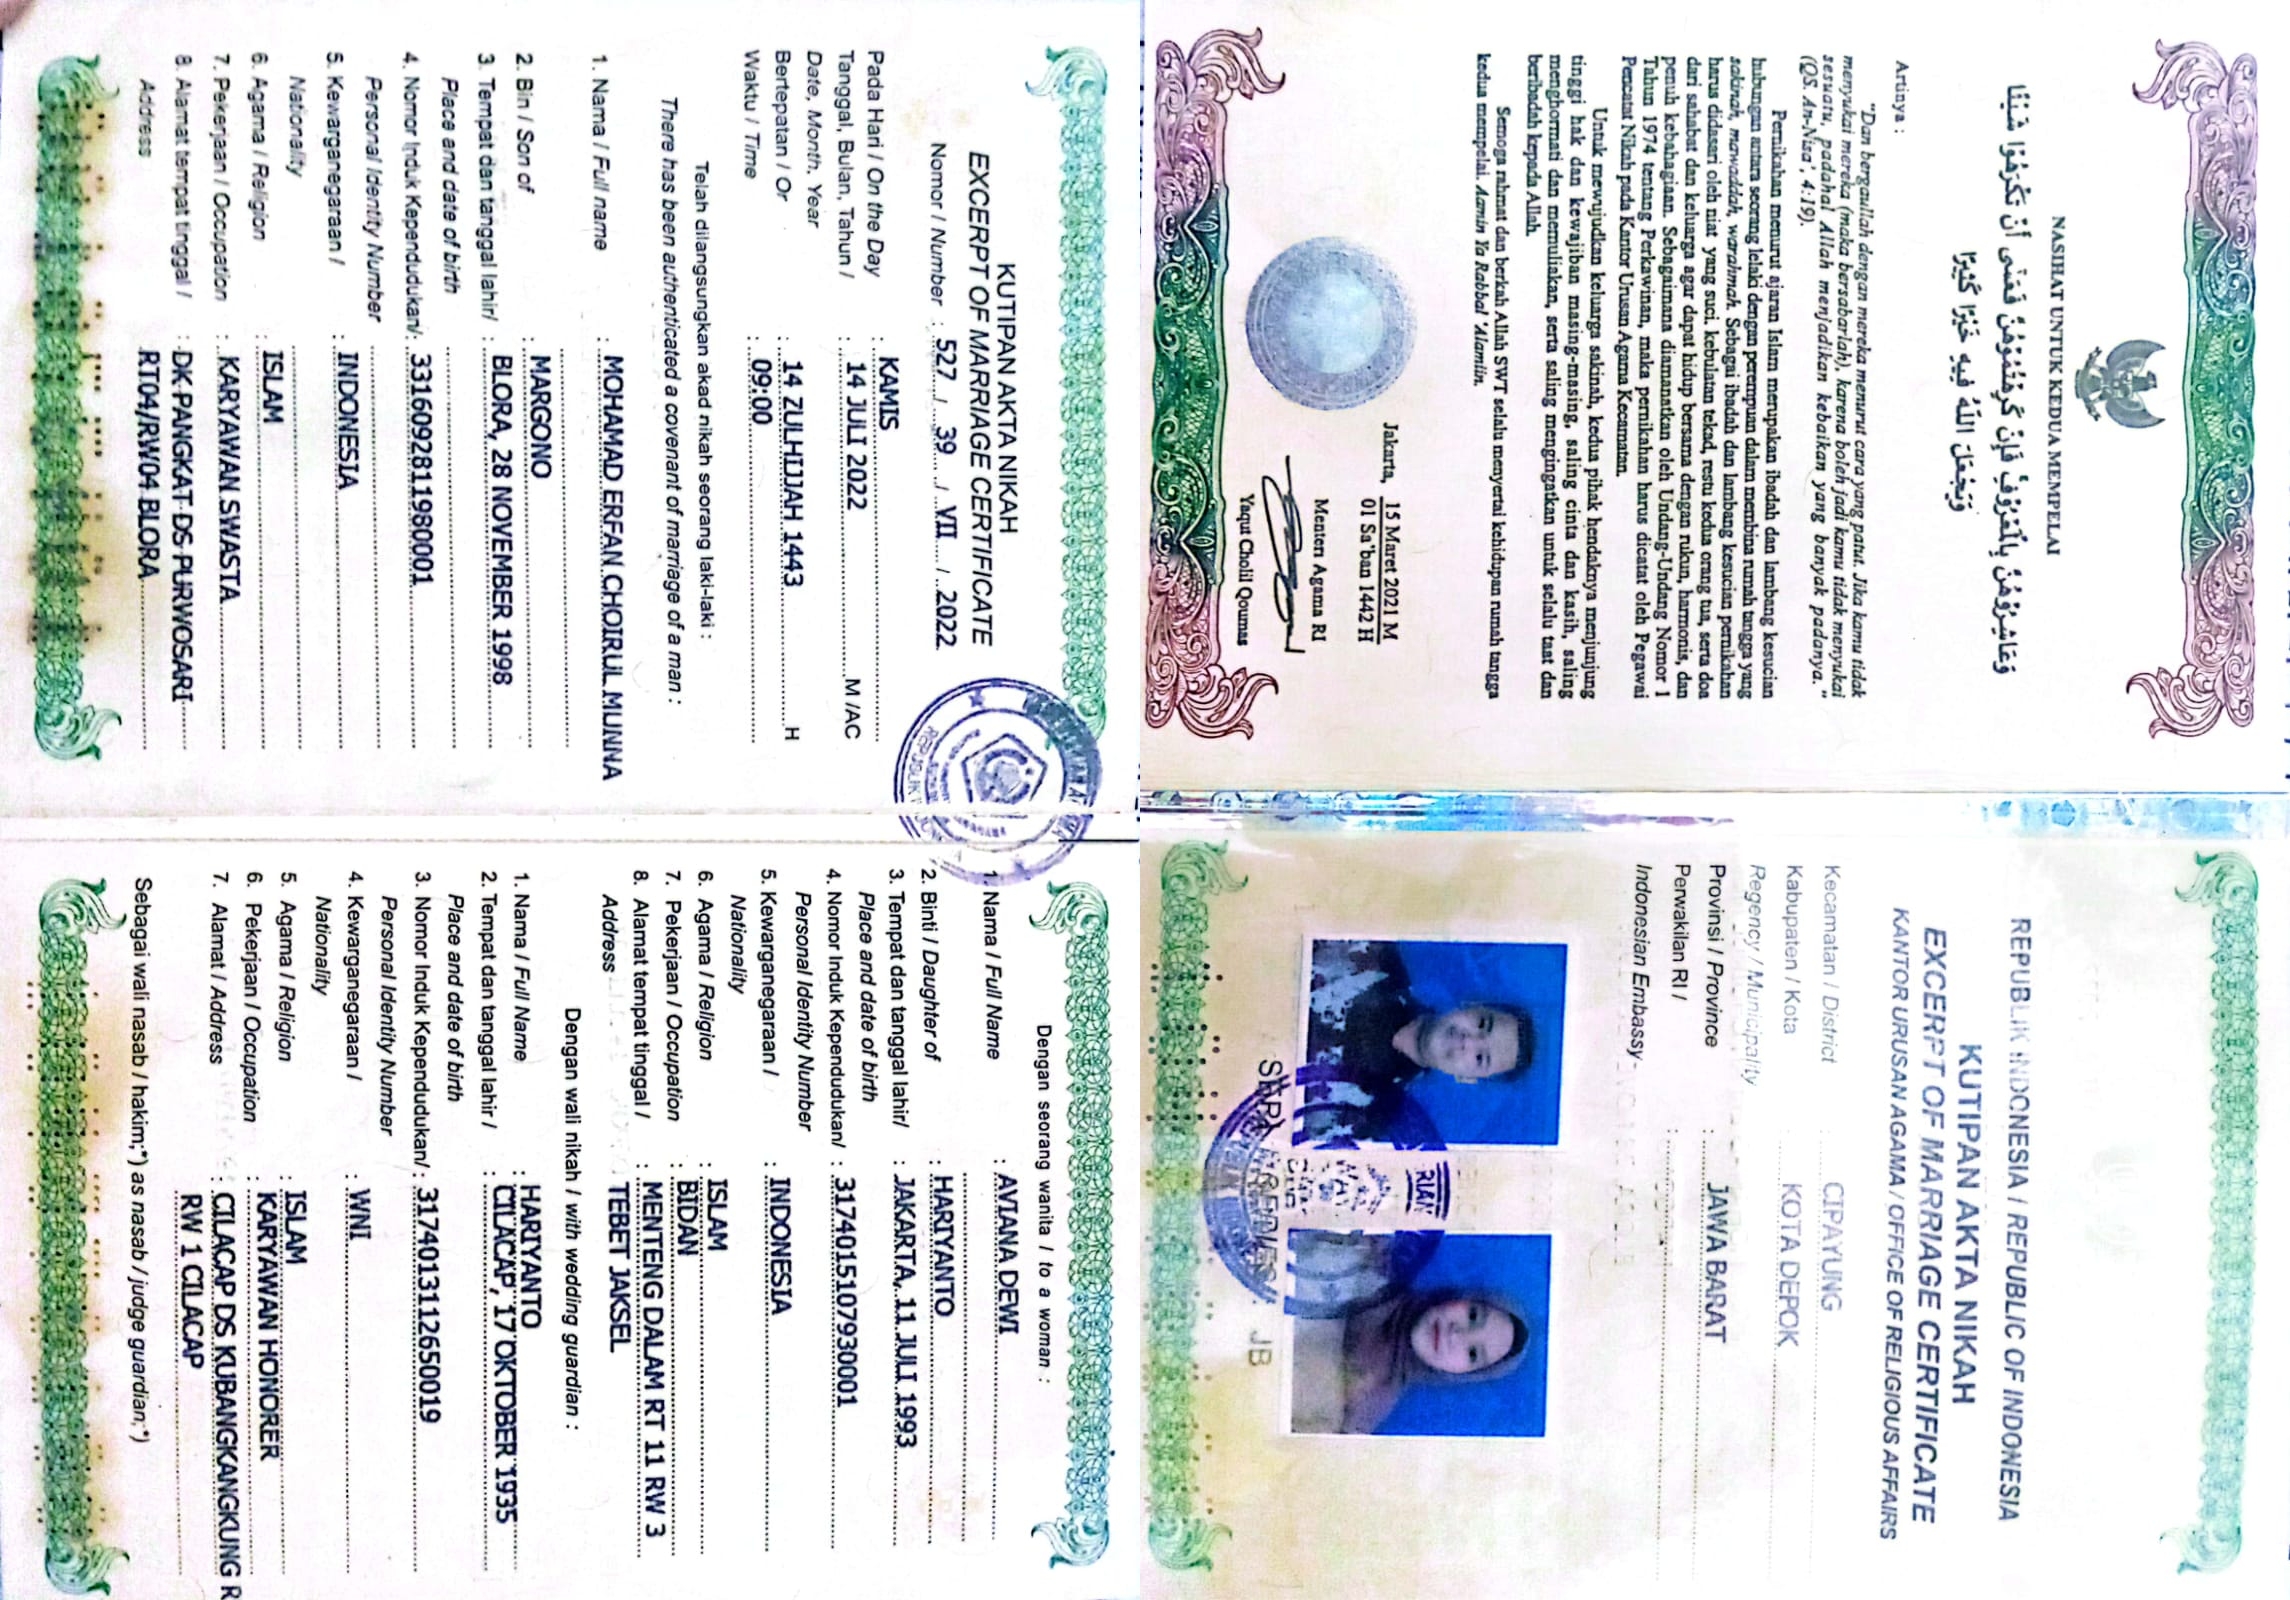 NASIHAT UNTUK KEDUA MEMPELAI
وَعَاشِرُوْهُنَّ بِالْمَعْرُوْفِ فَاِنْ كَرِهْتُمُوْهُنَّ فَعَسٰٓى اَنْ تَكْرَهُوْا شَيْـًٔا
وَّيَجْعَلَ اللّٰهُ فِيْهِ خَيْرًا كَثِيْرًا
Artinya :
"Dan bergaullah dengan mereka menurut cara yang patut. Jika kamu tidak
menyukai mereka (maka bersabarlah), karena boleh jadi kamu tidak menyukai
sesuatu, padahal Allah menjadikan kebaikan yang banyak padanya."
(QS. An-Nisa', 4:19).
Pernikahan menurut ajaran Islam merupakan ibadah dan lambang kesucian
hubungan antara seorang lelaki dengan perempuan dalam membina rumah tangga yang
sakinah, mawaddah, warahmah. Sebagai ibadah dan lambang kesucian pernikahan
harus didasari oleh niat yang suci, kebulatan tekad, restu kedua orang tua, serta doa
dari sahabat dan keluarga agar dapat hidup bersama dengan rukun, harmonis, dan
penuh kebahagiaan. Sebagaimana diamanatkan oleh Undang-Undang Nomor 1
Tahun 1974 tentang Perkawinan, maka pernikahan harus dicatat oleh Pegawai
Pencatat Nikah pada Kantor Urusan Agama Kecamatan.
Untuk mewujudkan keluarga sakinah, kedua pihak hendaknya menjunjung
tinggi hak dan kewajiban masing-masing, saling cinta dan kasih, saling
menghormati dan memuliakan, serta saling mengingatkan untuk selalu taat dan
beribadah kepada Allah.
Semoga rahmat dan berkah Allah SWT selalu menyertai kehidupan rumah tangga
kedua mempelai. Aamin Ya Rabbal 'Alamiin.
Jakarta, 15 Maret 2021 M
01 Sa'ban 1442 H
Menteri Agama RI
Yaqut Cholil Qoumas
REPUBLIK INDONESIA / REPUBLIC OF INDONESIA
KUTIPAN AKTA NIKAH
EXCERPT OF MARRIAGE CERTIFICATE
KANTOR URUSAN AGAMA / OFFICE OF RELIGIOUS AFFAIRS
Kecamatan / District : CIPAYUNG
Kabupaten / Kota : KOTA DEPOK
Regency / Municipality
Provinsi / Province : JAWA BARAT
Perwakilan RI / :
Indonesian Embassy
JB
KUTIPAN AKTA NIKAH
EXCERPT OF MARRIAGE CERTIFICATE
Nomor / Number : 527 / 39 / VII / 2022
Pada Hari / On the Day : KAMIS
Tanggal, Bulan, Tahun / : 14 JULI 2022 M /AC
Date, Month, Year
Bertepatan / Or : 14 ZULHIJJAH 1443 H
Waktu / Time : 09:00
Telah dilangsungkan akad nikah seorang laki-laki :
There has been authenticated a covenant of marriage of a man :
1. Nama / Full name : MOHAMAD ERFAN CHOIRUL MUNNA
2. Bin / Son of : MARGONO
3. Tempat dan tanggal lahir/ : BLORA, 28 NOVEMBER 1998
Place and date of birth
4. Nomor Induk Kependudukan/ : 3316092811980001
Personal Identity Number
5. Kewarganegaraan / : INDONESIA
Nationality
6. Agama / Religion : ISLAM
7. Pekerjaan / Occupation : KARYAWAN SWASTA
8. Alamat tempat tinggal / : DK PANGKAT DS PURWOSARI
Address RT04/RW04 BLORA
Dengan seorang wanita / to a woman :
1. Nama / Full Name : AVIANA DEWI
2. Binti / Daughter of : HARIYANTO
3. Tempat dan tanggal lahir/ : JAKARTA, 11 JULI 1993
Place and date of birth
4. Nomor Induk Kependudukan/ : 3174015107930001
Personal Identity Number
5. Kewarganegaraan / : INDONESIA
Nationality
6. Agama / Religion : ISLAM
7. Pekerjaan / Occupation : BIDAN
8. Alamat tempat tinggal / : MENTENG DALAM RT 11 RW 3
Address TEBET JAKSEL
Dengan wali nikah / with wedding guardian :
1. Nama / Full Name : HARIYANTO
2. Tempat dan tanggal lahir / : CILACAP, 17 OKTOBER 1935
Place and date of birth
3. Nomor Induk Kependudukan/ : 3174013112650019
Personal Identity Number
4. Kewarganegaraan / : WNI
Nationality
5. Agama / Religion : ISLAM
6. Pekerjaan / Occupation : KARYAWAN HONORER
7. Alamat / Address : CILACAP DS KUBANGKANGKUNG R
RW 1 CILACAP
Sebagai wali nasab / hakim;*) as nasab / judge guardian;*)